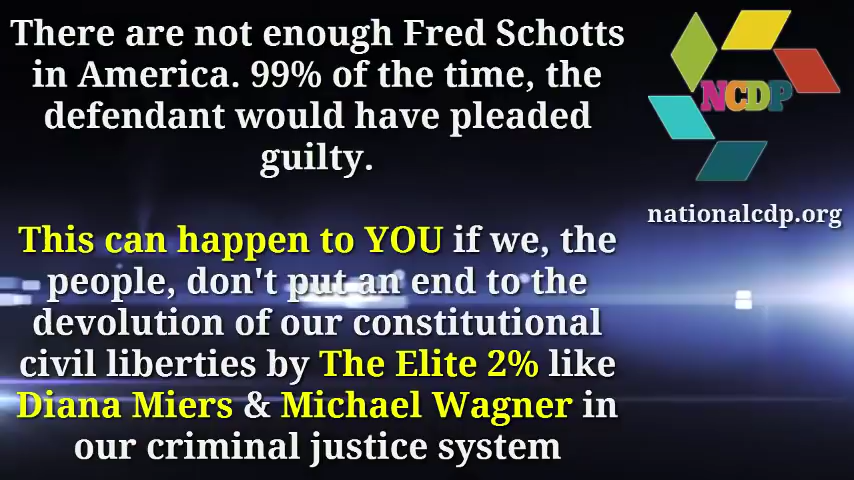 There are not enough Fred Schotts
in America. 99% of the time, the
defendant would have pleaded
guilty.
This can happen to YOU if we, the
people, don't put an end to the
devolution of our constitutional
civil liberties by The Elite 2% like
Diana Miers & Michael Wagner in
our criminal justice system
NCDP
nationalcdp.org